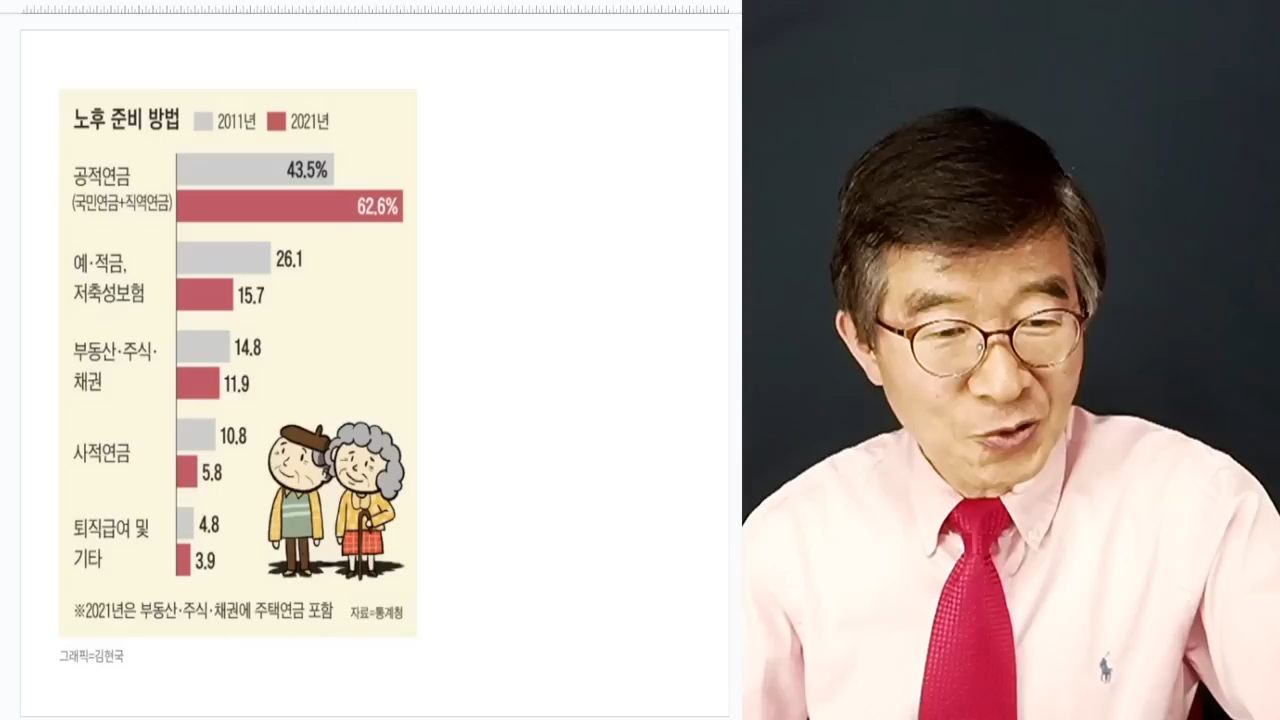 노후 준비 방법 2011년 2021년
공적연금
(국민연금+직역연금)
43.5%
62.6%
예·적금,
저축성보험
26.1
15.7
부동산·주식·
채권
14.8
11.9
사적연금
10.8
5.8
퇴직급여 및
기타
4.8
3.9
※2021년은 부동산·주식·채권에 주택연금 포함 자료=통계청
그래픽=김현국